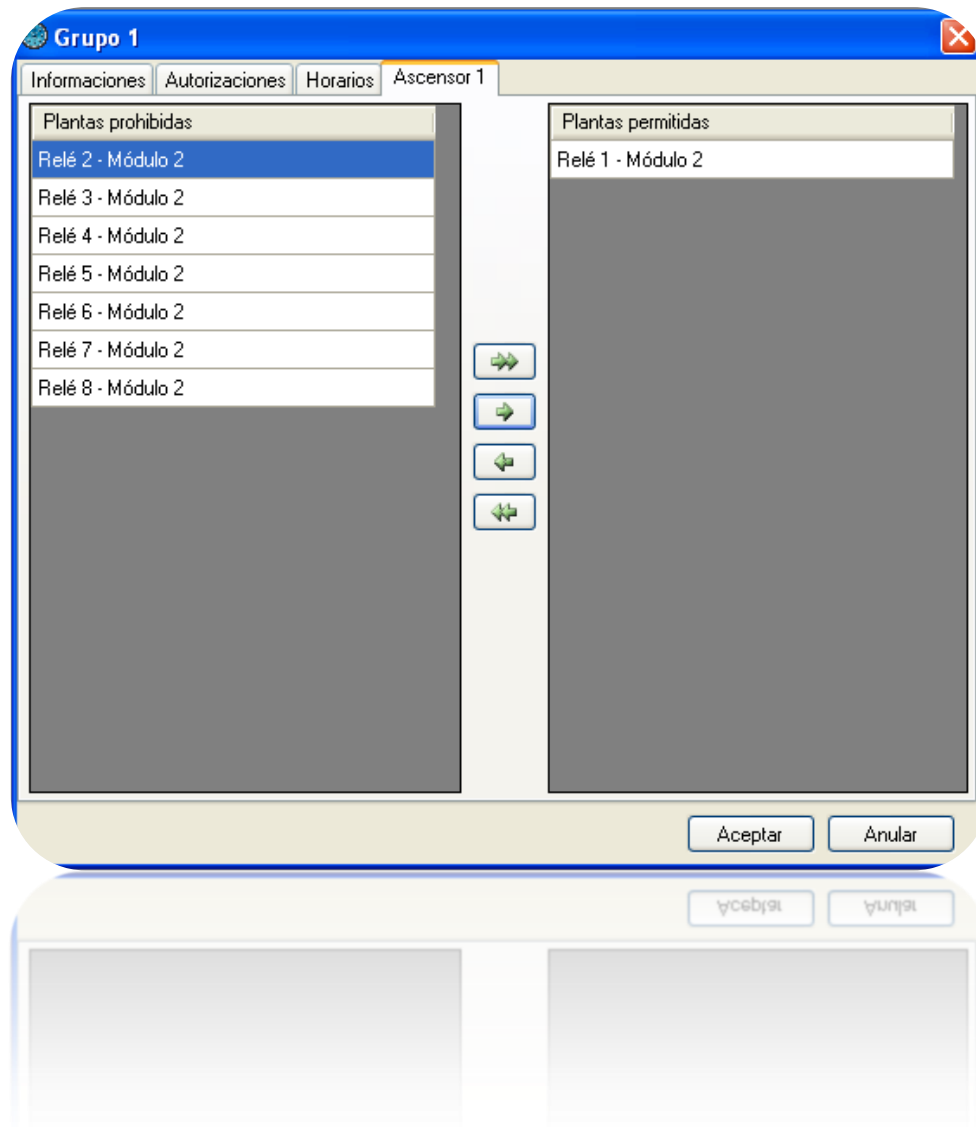 Grupo 1
Informaciones Autorizaciones Horarios Ascensor 1
Plantas prohibidas
Relé 2 - Módulo 2
Relé 3 - Módulo 2
Relé 4 - Módulo 2
Relé 5 - Módulo 2
Relé 6 - Módulo 2
Relé 7 - Módulo 2
Relé 8 - Módulo 2
Plantas permitidas
Relé 1 - Módulo 2
Aceptar Anular
Aceptar Anular